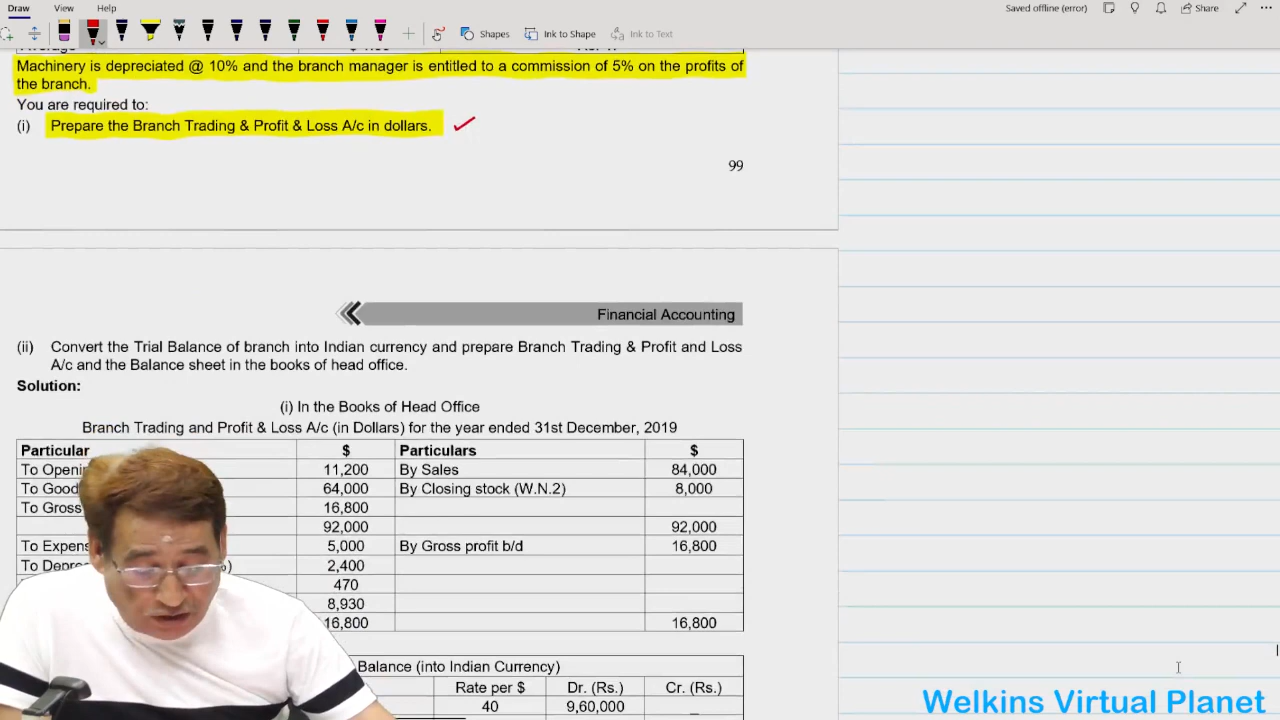 Draw View Help Saved offline (error) Share
Shapes Ink to Shape Ink to Text
Machinery is depreciated @ 10% and the branch manager is entitled to a commission of 5% on the profits of
the branch.
You are required to:
(i) Prepare the Branch Trading & Profit & Loss A/c in dollars.
99
Financial Accounting
(ii) Convert the Trial Balance of branch into Indian currency and prepare Branch Trading & Profit and Loss
A/c and the Balance sheet in the books of head office.
Solution:
(i) In the Books of Head Office
Branch Trading and Profit & Loss A/c (in Dollars) for the year ended 31st December, 2019
Particular $ Particulars $
To 11,200 By Sales 84,000
To 64,000 By Closing stock (W.N.2) 8,000
To Gross 16,800
92,000 92,000
To 5,000 By Gross profit b/d 16,800
To 2,400
470
8,930
16,800 16,800
Balance (into Indian Currency)
Rate per $ Dr. (Rs.) Cr. (Rs.)
40 9,60,000 _
Welkins Virtual Planet